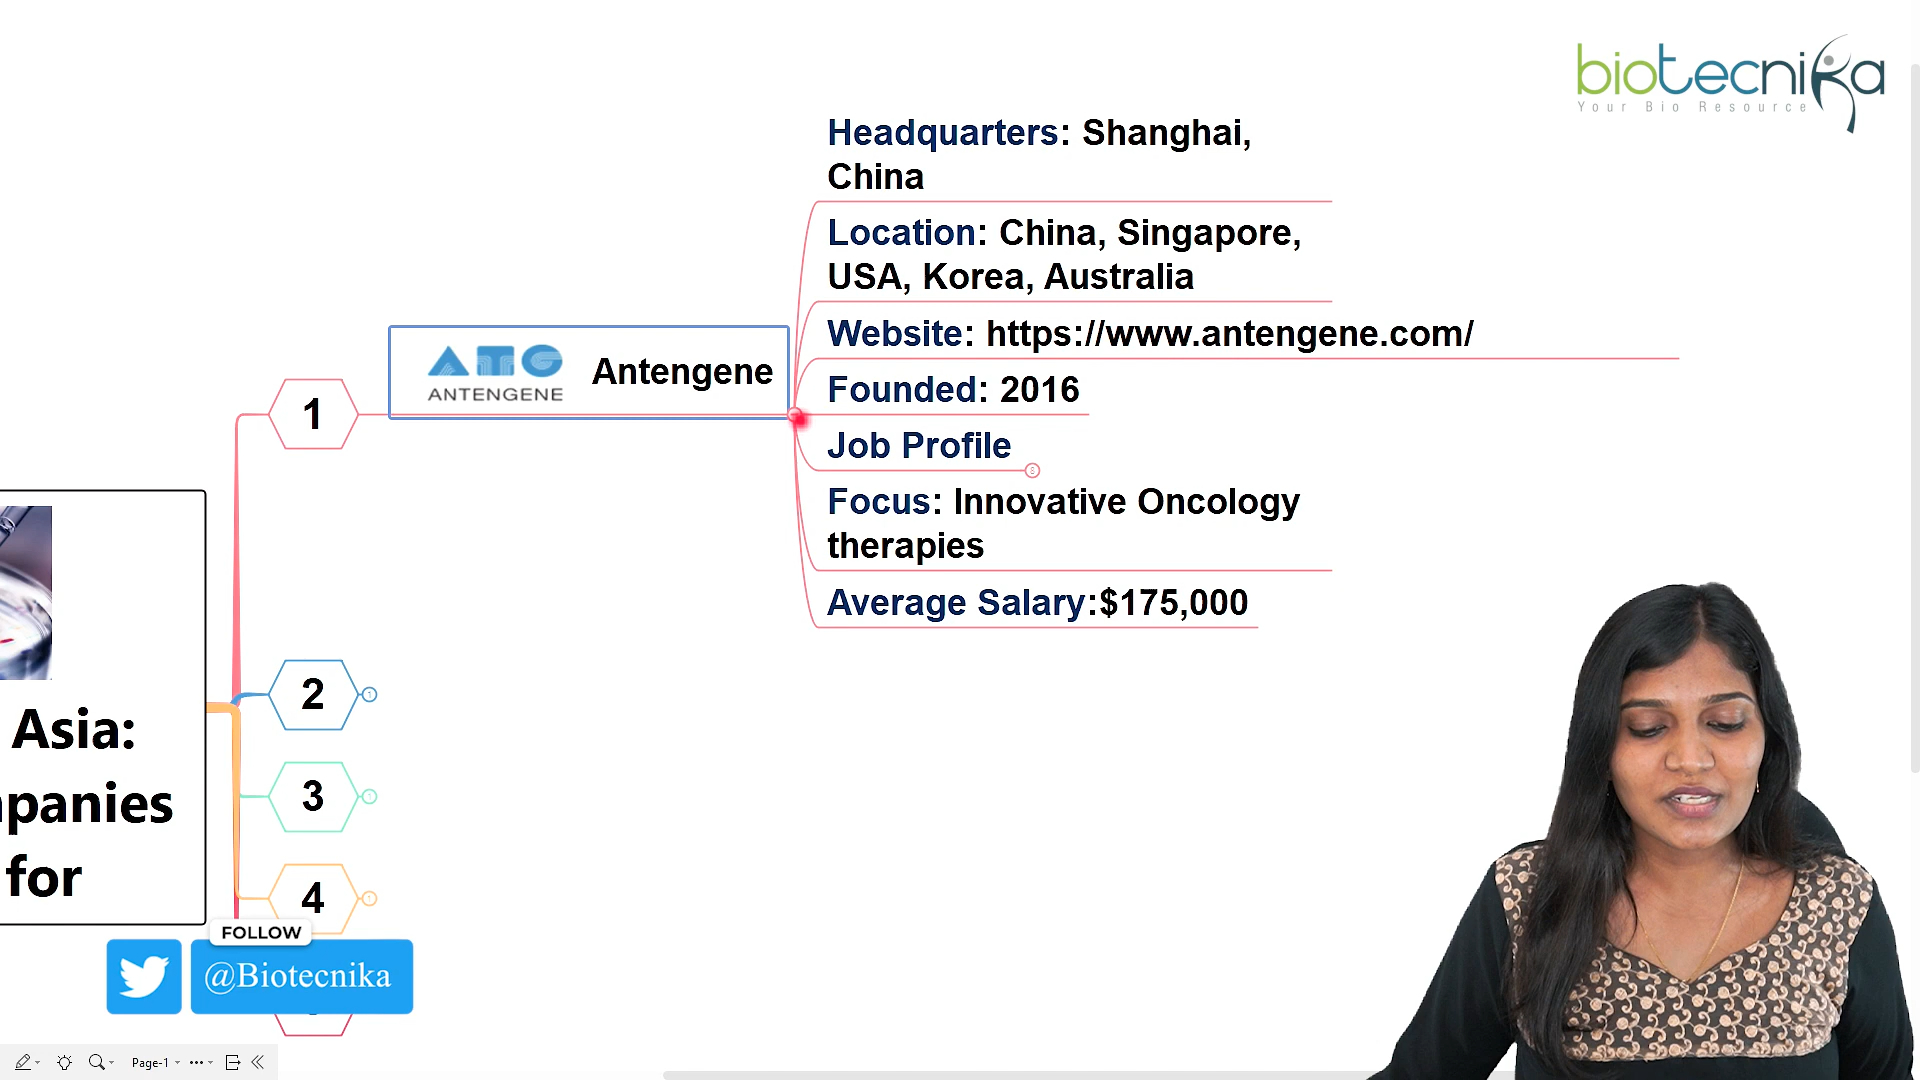 biotecnika
Your Bio Resource
Headquarters: Shanghai,
China
Location: China, Singapore,
USA, Korea, Australia
Website: https://www.antengene.com/
Founded: 2016
Job Profile
Focus: Innovative Oncology
therapies
Average Salary:$175,000
ATG
ANTENGENE
Antengene
1
2
3
4
Asia:
panies
for
FOLLOW
@Biotecnika
Page-1